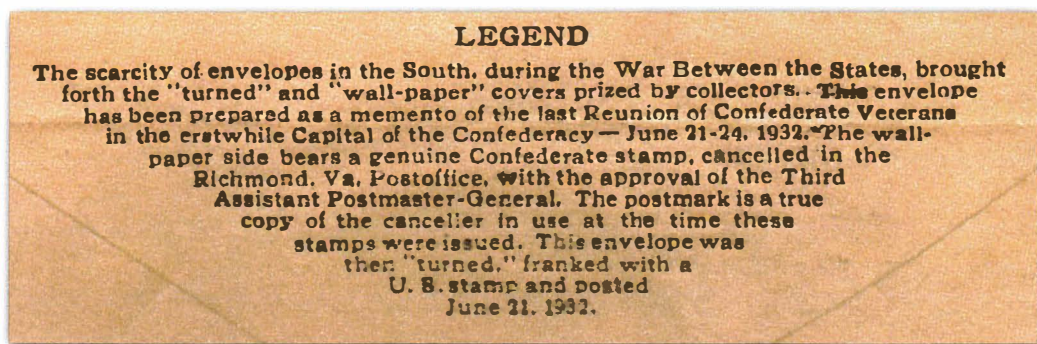 LEGEND
The scarcity of envelopes in the South, during the War Between the States, brought
forth the "turned" and "wall-paper" covers prized by collectors. This envelope
has been prepared as a memento of the last Reunion of Confederate Veterans
in the erstwhile Capital of the Confederacy — June 21-24, 1932. The wall-
paper side bears a genuine Confederate stamp, cancelled in the
Richmond, Va. Postoffice, with the approval of the Third
Assistant Postmaster-General. The postmark is a true
copy of the canceller in use at the time these
stamps were issued. This envelope was
then "turned," franked with a
U. S. stamp and posted
June 21, 1932.